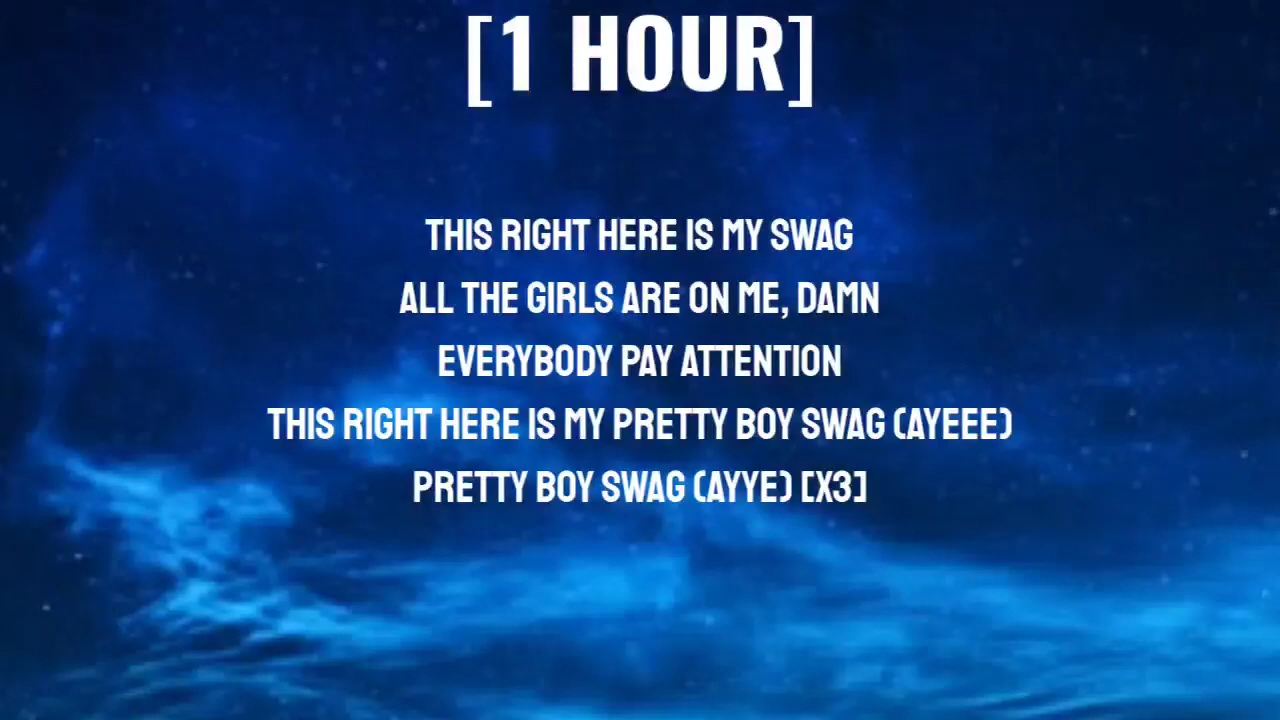 [1 HOUR]
THIS RIGHT HERE IS MY SWAG
ALL THE GIRLS ARE ON ME, DAMN
EVERYBODY PAY ATTENTION
THIS RIGHT HERE IS MY PRETTY BOY SWAG (AYEEE)
PRETTY BOY SWAG (AYYE) [X3]